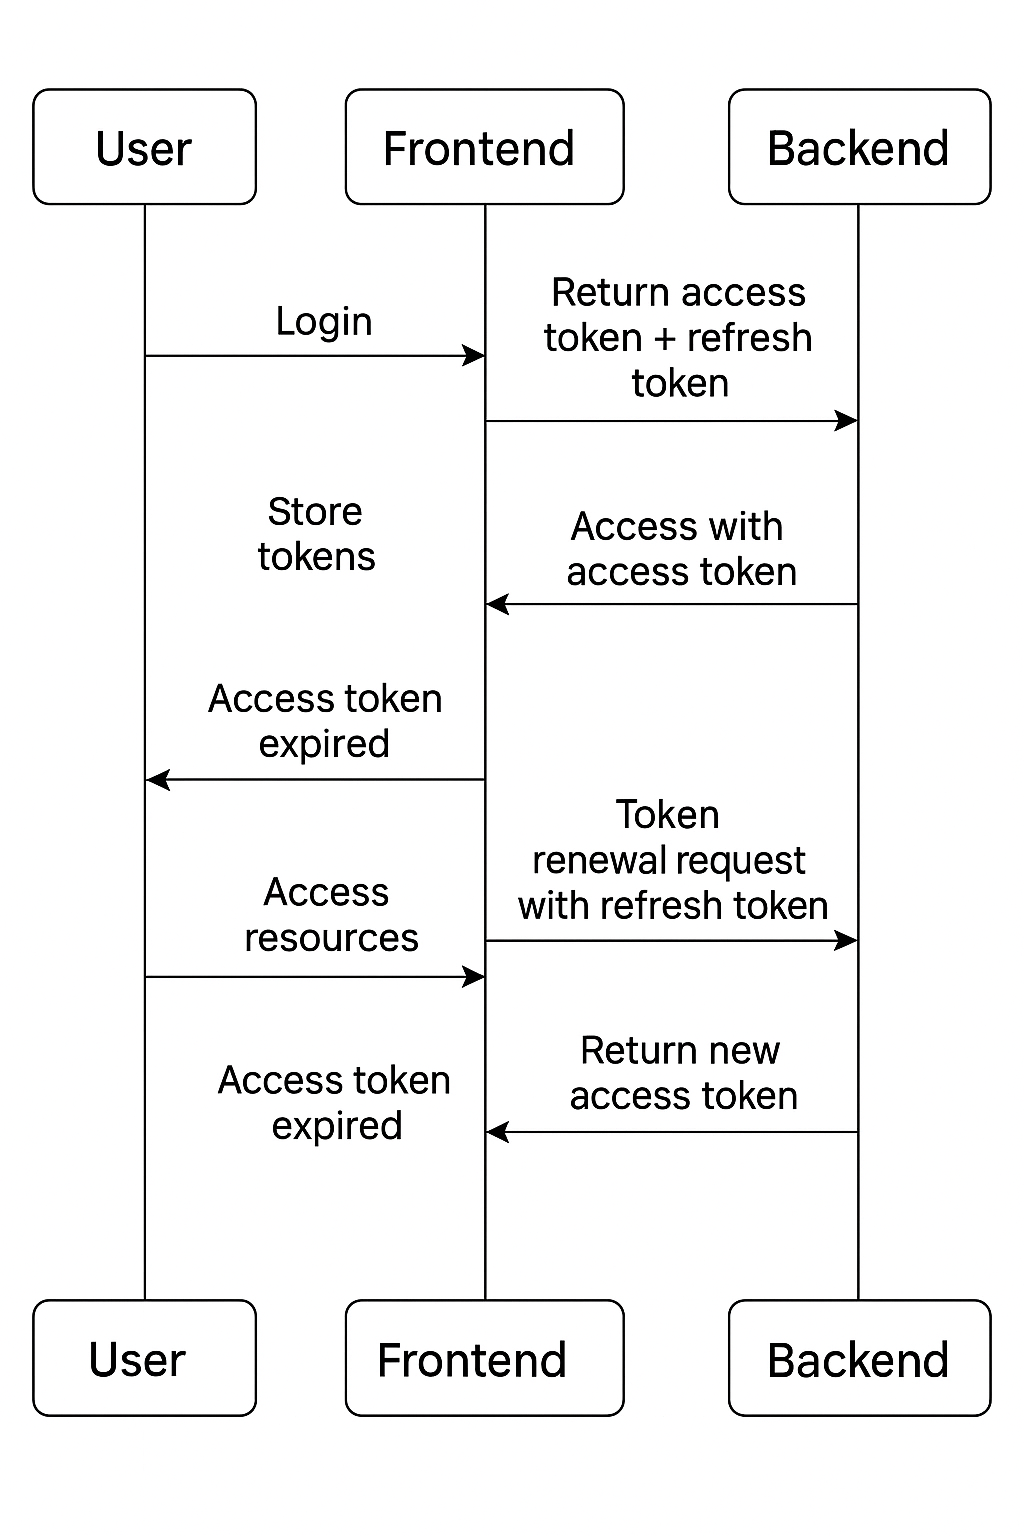 User
Frontend
Backend
Login
Return access
token + refresh
token
Store
tokens
Access with
access token
Access token
expired
Token
renewal request
with refresh token
Access
resources
Return new
access token
Access token
expired
User
Frontend
Backend